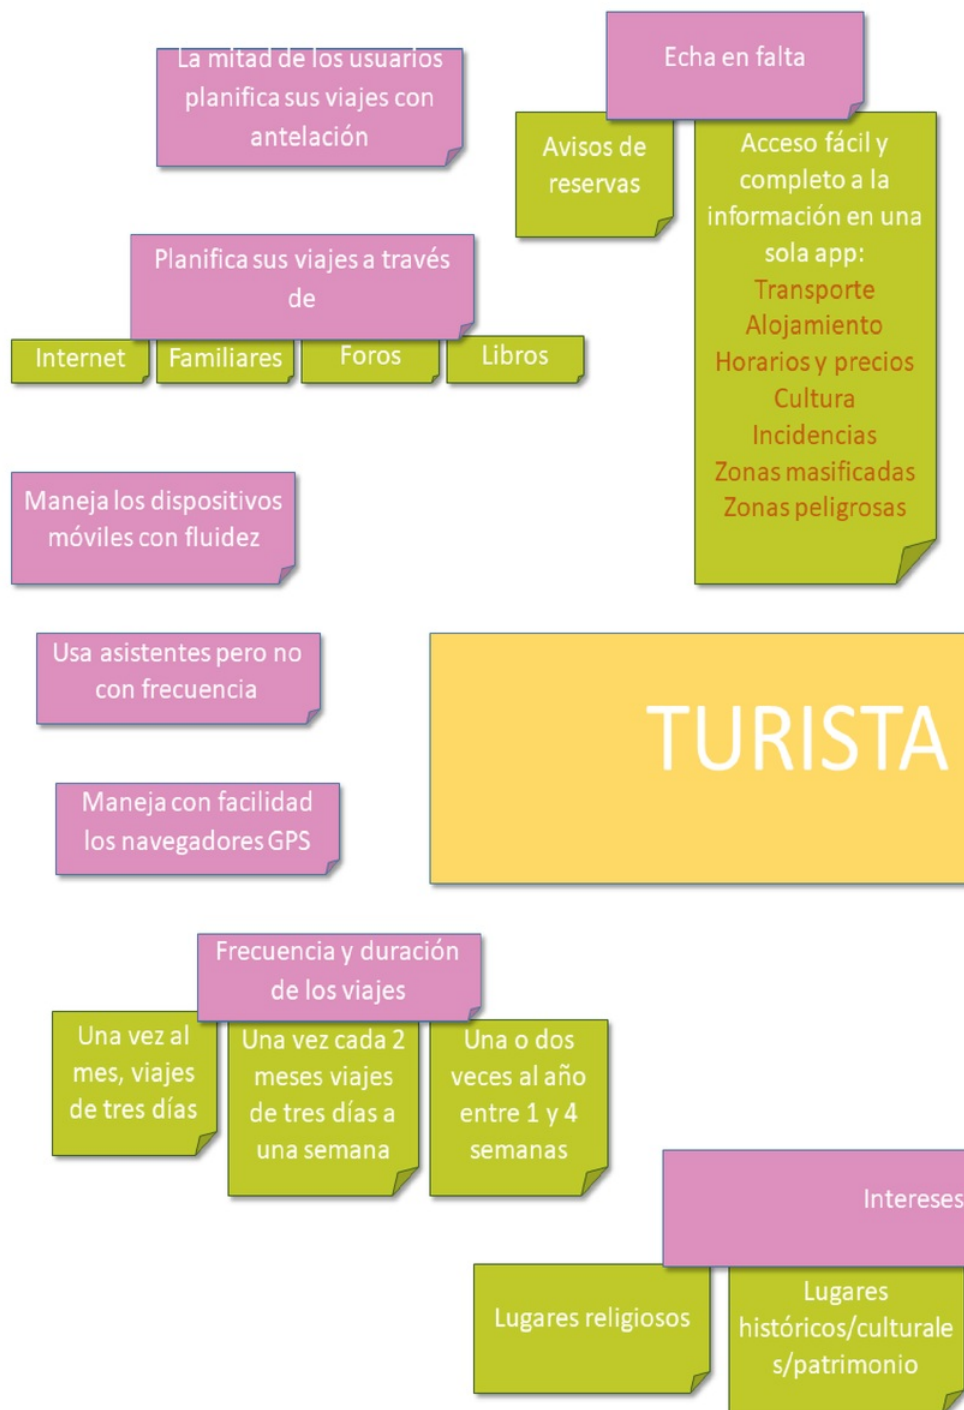 La mitad de los usuarios
planifica sus viajes con
antelación
Echa en falta
Avisos de
reservas
Acceso fácil y
completo a la
información en una
sola app:
Transporte
Alojamiento
Horarios y precios
Cultura
Incidencias
Zonas masificadas
Zonas peligrosas
Planifica sus viajes a través
de
Internet
Familiares
Foros
Libros
Maneja los dispositivos
móviles con fluidez
Usa asistentes pero no
con frecuencia
TURISTA
Maneja con facilidad
los navegadores GPS
Frecuencia y duración
de los viajes
Una vez al
mes, viajes
de tres días
Una vez cada 2
meses viajes
de tres días a
una semana
Una o dos
veces al año
entre 1 y 4
semanas
Intereses
Lugares religiosos
Lugares
históricos/culturale
s/patrimonio